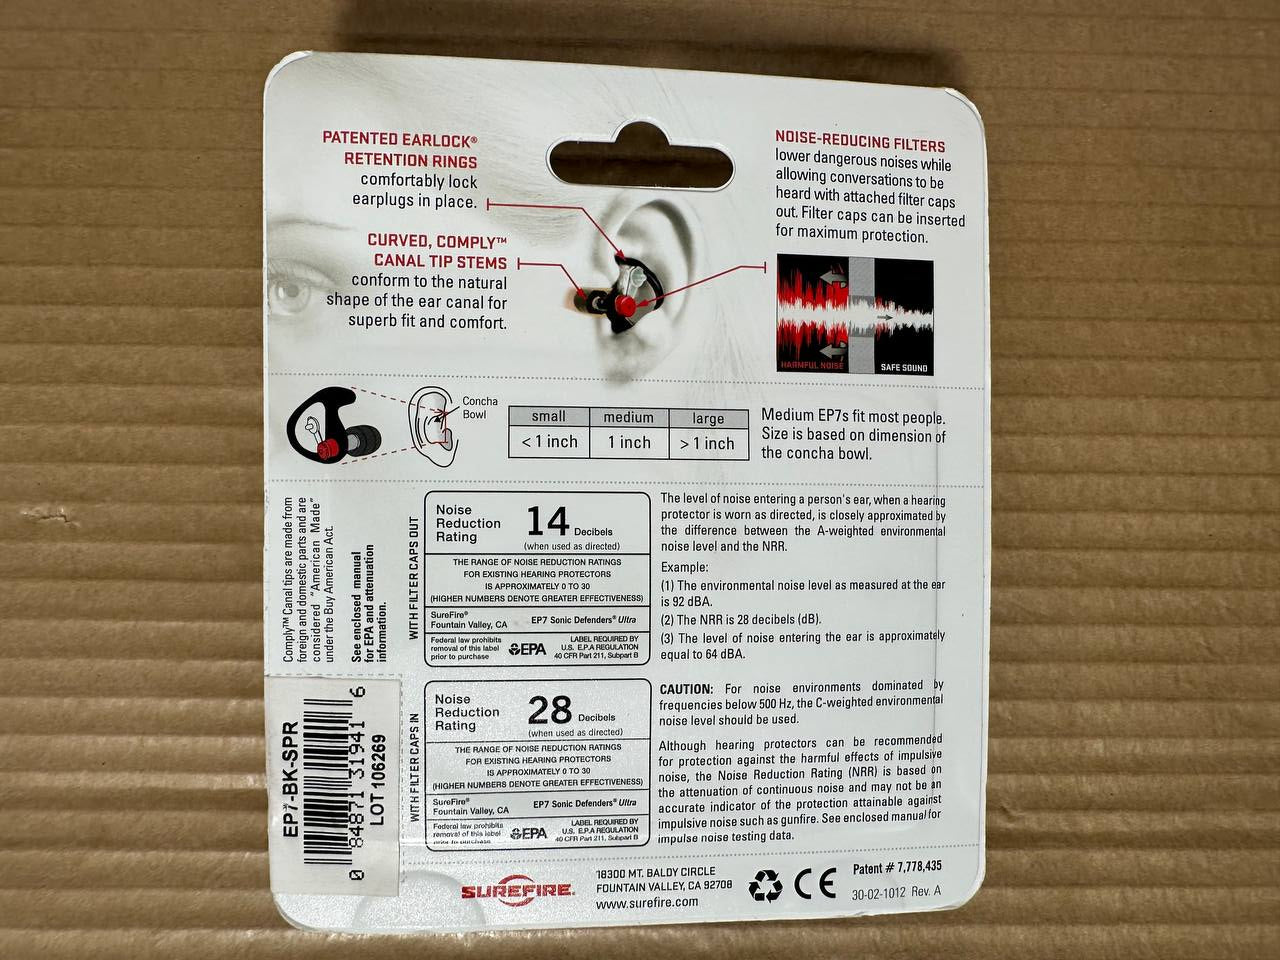 PATENTED EARLOCK®
RETENTION RINGS
comfortably lock
earplugs in place.
CURVED, COMPLY™
CANAL TIP STEMS
conform to the natural
shape of the ear canal for
superb fit and comfort.
NOISE-REDUCING FILTERS
lower dangerous noises while
allowing conversations to be
heard with attached filter caps
out. Filter caps can be inserted
for maximum protection.
HARMFUL NOISE
SAFE SOUND
Concha
Bowl
small medium large
< 1 inch 1 inch > 1 inch
Medium EP7s fit most people.
Size is based on dimension of
the concha bowl.
Comply™ Canal tips are made from
foreign and domestic parts and are
considered "American Made"
under the Buy American Act.
See enclosed manual
for EPA and attenuation
information.
WITH FILTER CAPS OUT
Noise
Reduction
Rating
14 Decibels
(when used as directed)
THE RANGE OF NOISE REDUCTION RATINGS
FOR EXISTING HEARING PROTECTORS
IS APPROXIMATELY 0 TO 30
(HIGHER NUMBERS DENOTE GREATER EFFECTIVENESS)
SureFire®
Fountain Valley, CA
EP7 Sonic Defenders® Ultra
Federal law prohibits
removal of this label
prior to purchase
EPA
LABEL REQUIRED BY
U.S. E.P.A REGULATION
40 CFR Part 211, Subpart B
WITH FILTER CAPS IN
Noise
Reduction
Rating
28 Decibels
(when used as directed)
THE RANGE OF NOISE REDUCTION RATINGS
FOR EXISTING HEARING PROTECTORS
IS APPROXIMATELY 0 TO 30
(HIGHER NUMBERS DENOTE GREATER EFFECTIVENESS)
SureFire®
Fountain Valley, CA
EP7 Sonic Defenders® Ultra
Federal law prohibits
removal of this label
prior to purchase
EPA
LABEL REQUIRED BY
U.S. E.P.A REGULATION
40 CFR Part 211, Subpart B
The level of noise entering a person's ear, when a hearing
protector is worn as directed, is closely approximated by
the difference between the A-weighted environmental
noise level and the NRR.
Example:
(1) The environmental noise level as measured at the ear
is 92 dBA.
(2) The NRR is 28 decibels (dB).
(3) The level of noise entering the ear is approximately
equal to 64 dBA.
CAUTION: For noise environments dominated by
frequencies below 500 Hz, the C-weighted environmental
noise level should be used.
Although hearing protectors can be recommended
for protection against the harmful effects of impulsive
noise, the Noise Reduction Rating (NRR) is based on
the attenuation of continuous noise and may not be an
accurate indicator of the protection attainable against
impulsive noise such as gunfire. See enclosed manual for
impulse noise testing data.
EP7-BK-SPR
0 84871 31941 6
LOT 106269
SUREFIRE®
18300 MT. BALDY CIRCLE
FOUNTAIN VALLEY, CA 92708
www.surefire.com
CE
Patent # 7,778,435
30-02-1012 Rev. A